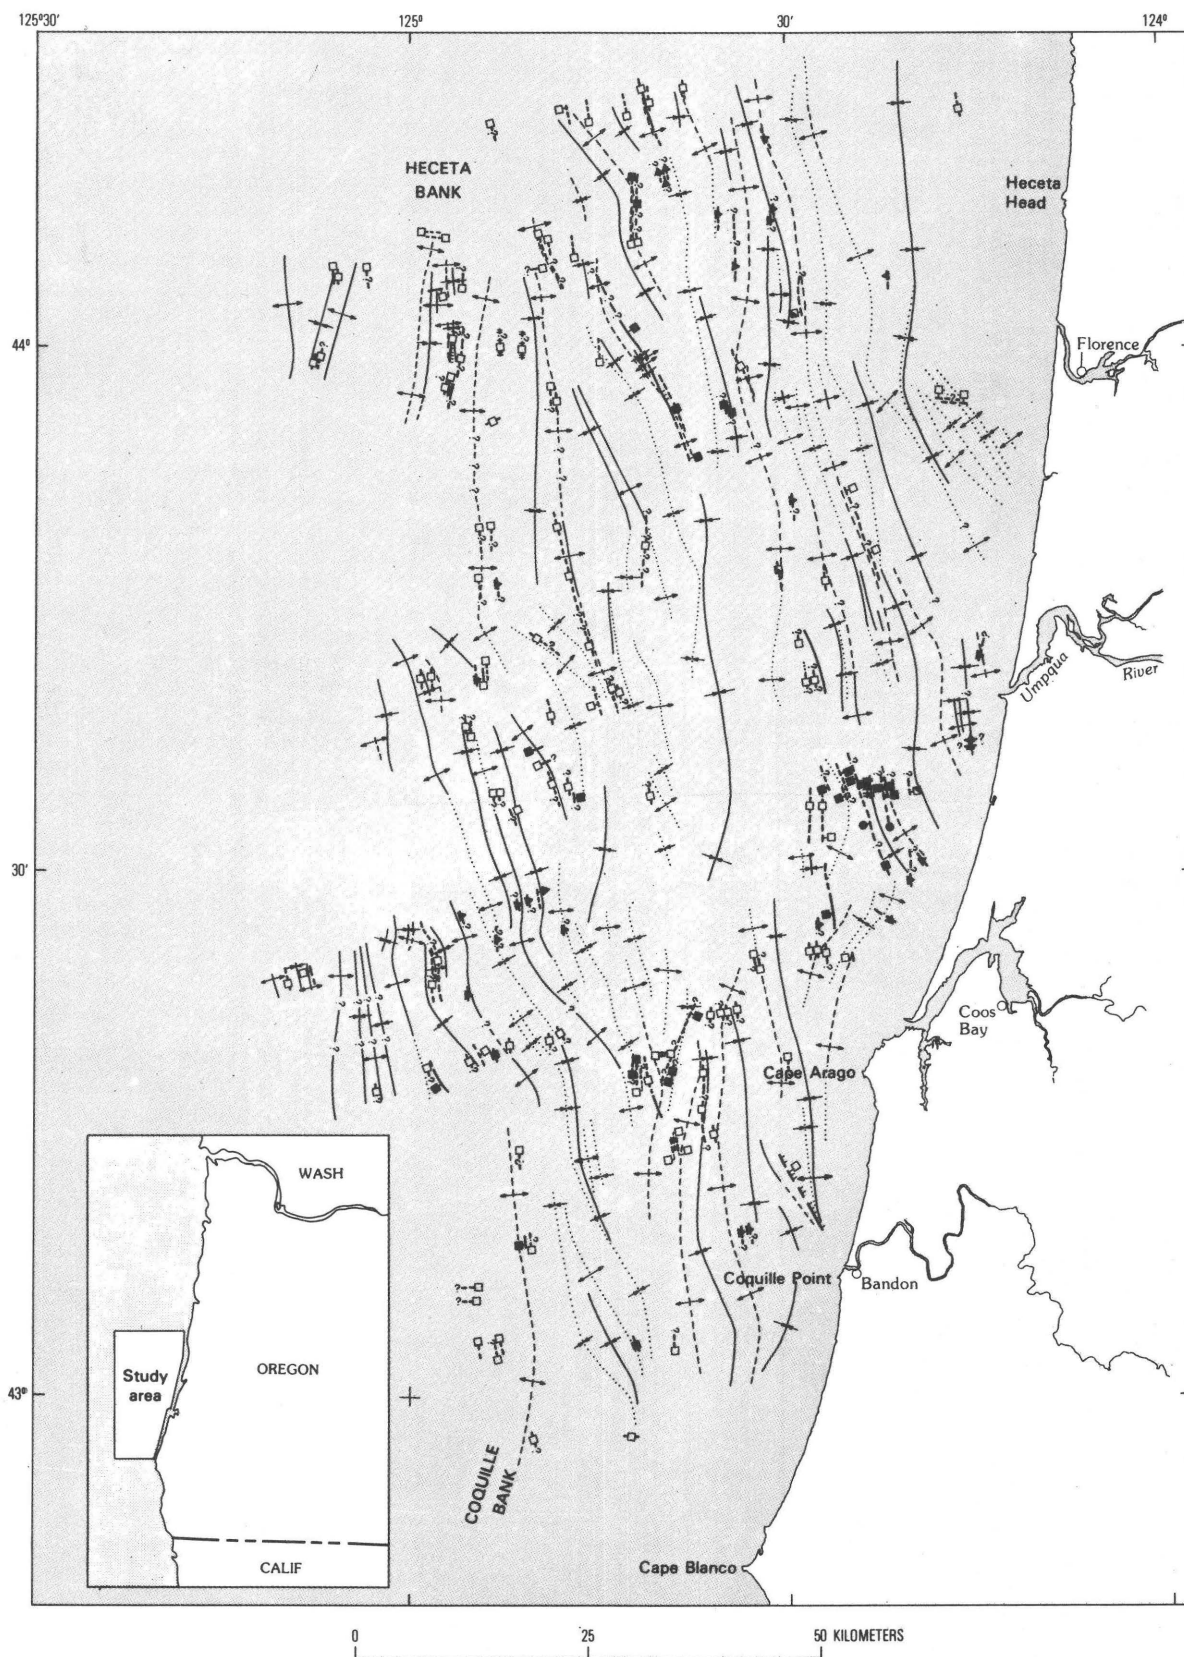 125°30′ 125° 30′ 124°
HECETA
BANK
Heceta
Head
44°
Florence
Umpqua
River
30′
Coos
Bay
Cape Arago
WASH
Coquille Point
Bandon
Study
area
OREGON
43°
COQUILLE
BANK
CALIF
Cape Blanco
0 25 50 KILOMETERS